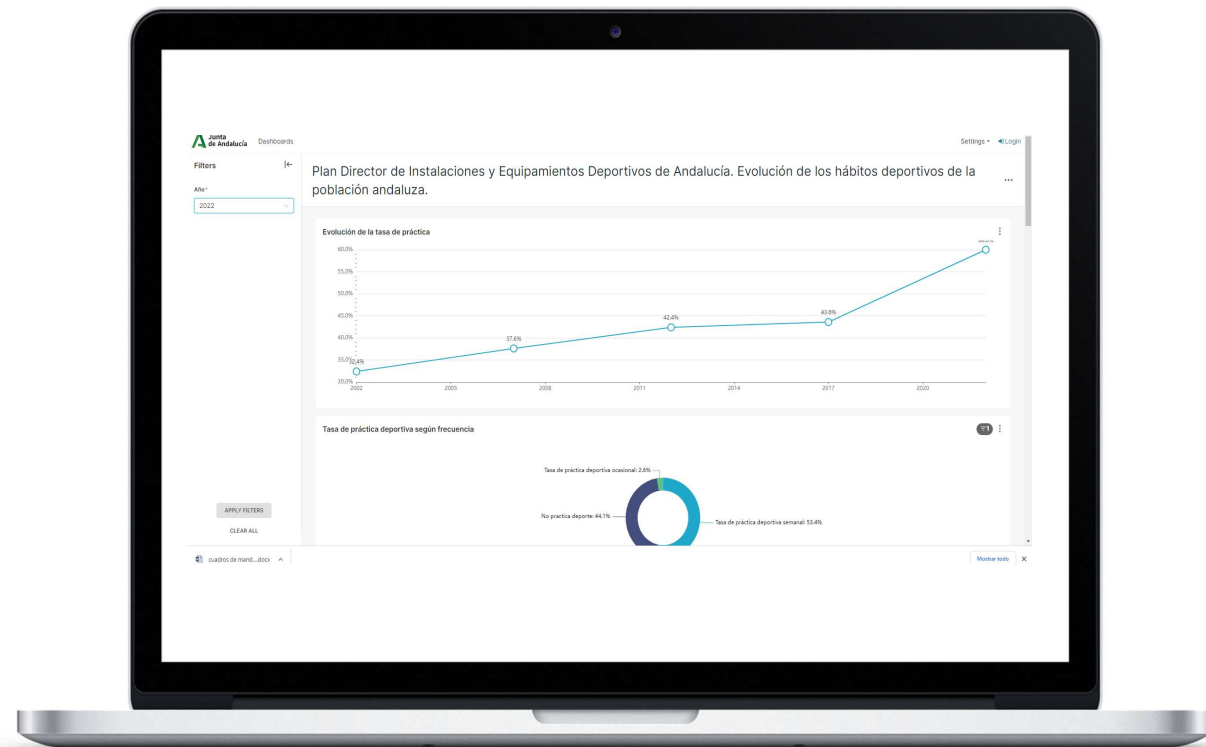 Junta
de Andalucía
Dashboards
Settings
Login
Filters
Año*
2022
Plan Director de Instalaciones y Equipamientos Deportivos de Andalucía. Evolución de los hábitos deportivos de la
población andaluza.
Evolución de la tasa de práctica
60.0%
55.0%
50.0%
45.0%
40.0%
35.0%
30.0%
32,4%
37.6%
42.4%
43.6%
2002
2005
2008
2011
2014
2017
2020
Tasa de práctica deportiva según frecuencia
1
Tasa de práctica deportiva ocasional: 2.6%
No practica deporte: 44.1%
Tasa de práctica deportiva semanal: 53.4%
APPLY FILTERS
CLEAR ALL
cuadros de mand....docx
Mostrar todo